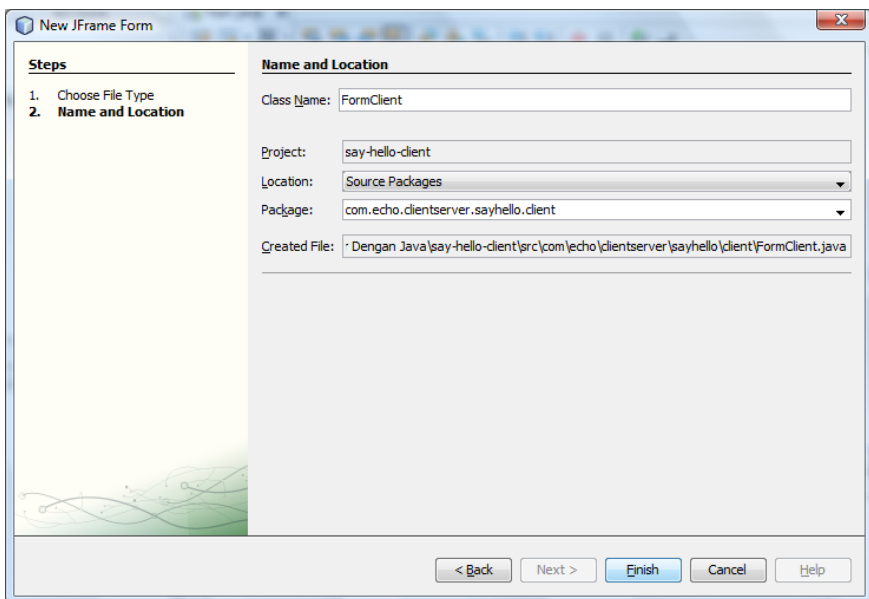 New JFrame Form
Steps
1. Choose File Type
2. Name and Location
Name and Location
Class Name: FormClient
Project: say-hello-client
Location: Source Packages
Package: com.echo.clientserver.sayhello.client
Created File: Dengan Java\say-hello-client\src\com\echo\clientserver\sayhello\client\FormClient.java
< Back Next > Finish Cancel Help